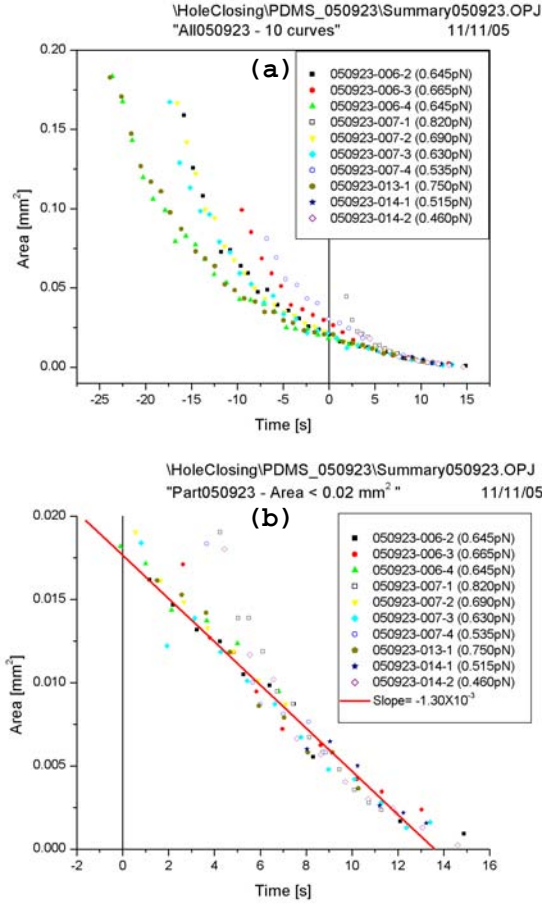 \HoleClosing\PDMS_050923\Summary050923.OPJ
"All050923 - 10 curves" 11/11/05
(a)
050923-006-2 (0.645pN)
050923-006-3 (0.665pN)
050923-006-4 (0.645pN)
050923-007-1 (0.820pN)
050923-007-2 (0.690pN)
050923-007-3 (0.630pN)
050923-007-4 (0.535pN)
050923-013-1 (0.750pN)
050923-014-1 (0.515pN)
050923-014-2 (0.460pN)
0.20
0.15
0.10
0.05
0.00
Area [mm²]
-25 -20 -15 -10 -5 0 5 10 15
Time [s]
\HoleClosing\PDMS_050923\Summary050923.OPJ
"Part050923 - Area < 0.02 mm² " 11/11/05
(b)
050923-006-2 (0.645pN)
050923-006-3 (0.665pN)
050923-006-4 (0.645pN)
050923-007-1 (0.820pN)
050923-007-2 (0.690pN)
050923-007-3 (0.630pN)
050923-007-4 (0.535pN)
050923-013-1 (0.750pN)
050923-014-1 (0.515pN)
050923-014-2 (0.460pN)
Slope= -1.30X10⁻³
0.020
0.015
0.010
0.005
0.000
Area [mm²]
-2 0 2 4 6 8 10 12 14 16
Time [s]